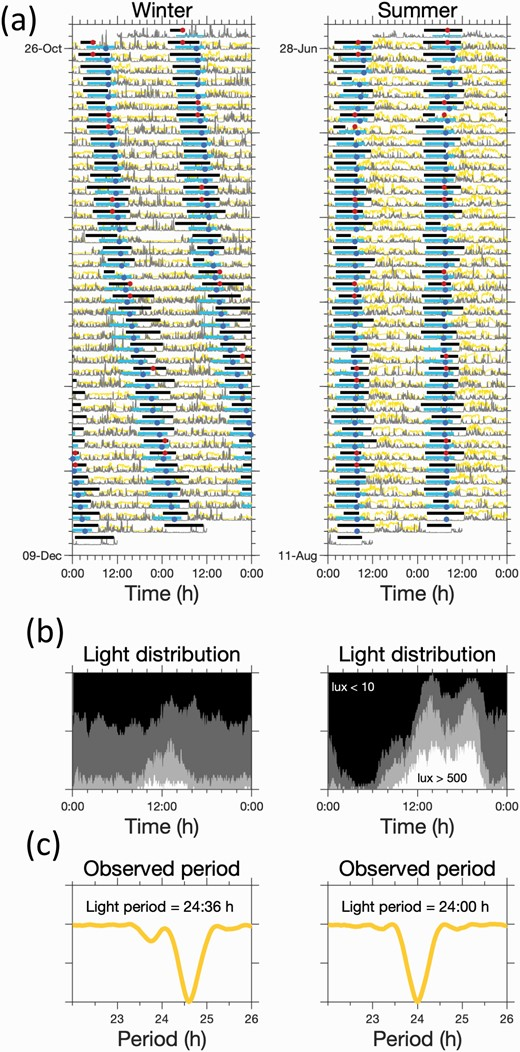 (a)
Winter
Summer
26-Oct
28-Jun
09-Dec
11-Aug
0:00 12:00 0:00 12:00 0:00
0:00 12:00 0:00 12:00 0:00
Time (h)
Time (h)
(b)
Light distribution
Light distribution
lux < 10
lux > 500
0:00 12:00 0:00
0:00 12:00 0:00
Time (h)
Time (h)
(c)
Observed period
Observed period
Light period = 24:36 h
Light period = 24:00 h
23 24 25 26
23 24 25 26
Period (h)
Period (h)